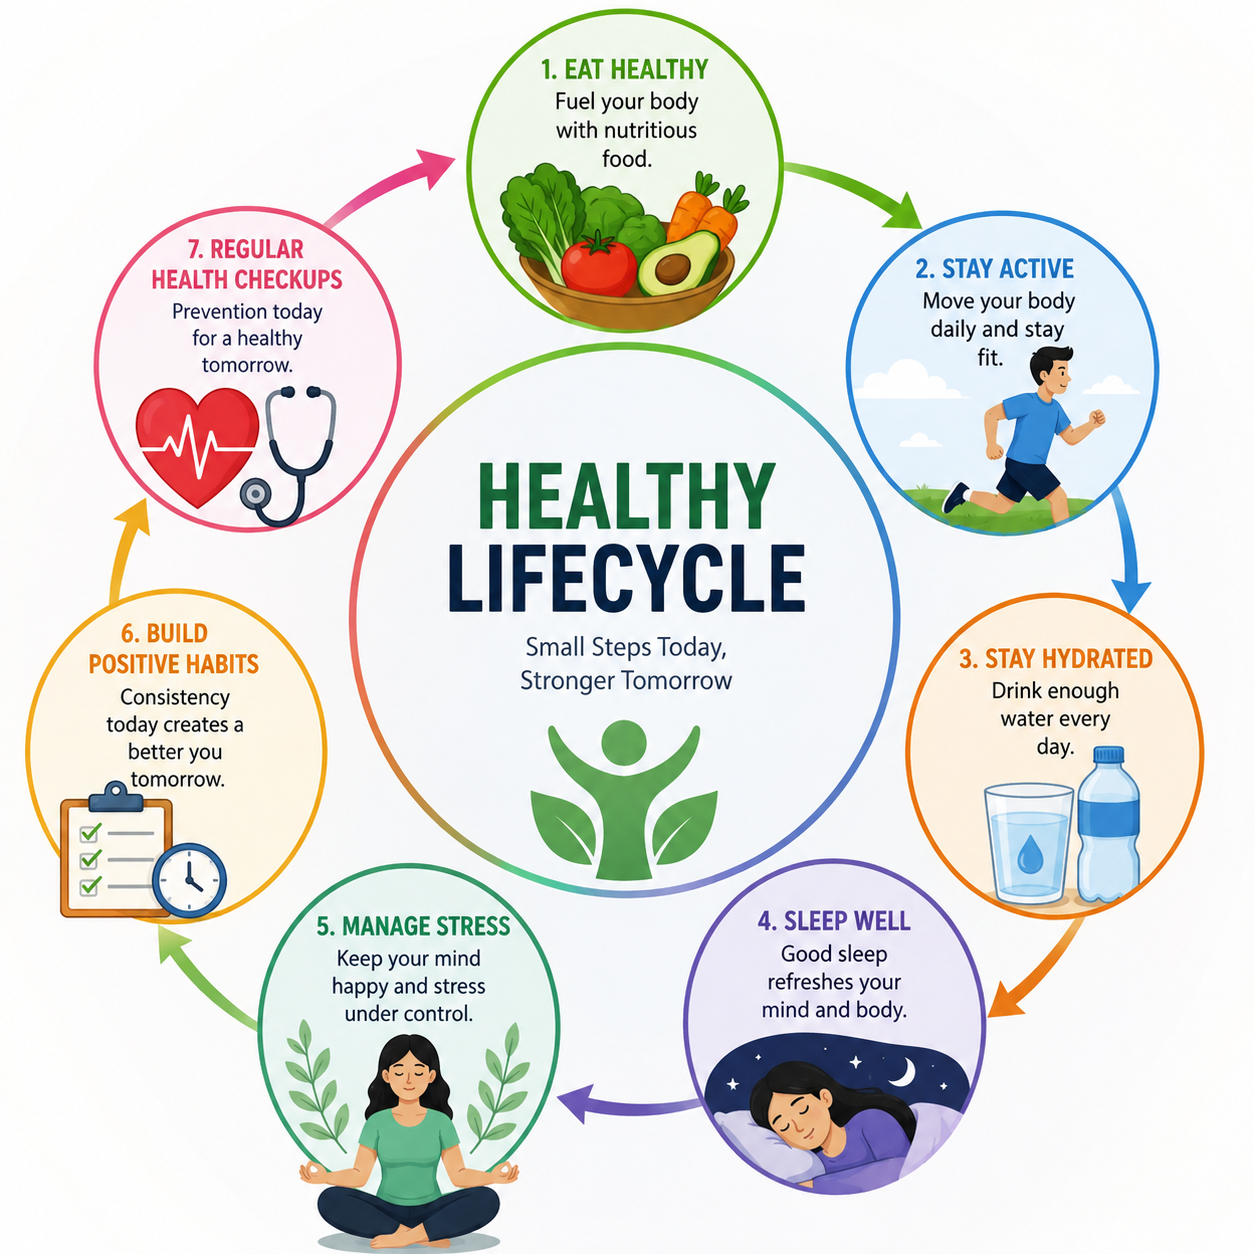 1. EAT HEALTHY
Fuel your body
with nutritious
food.
2. STAY ACTIVE
Move your body
daily and stay
fit.
3. STAY HYDRATED
Drink enough
water every
day.
4. SLEEP WELL
Good sleep
refreshes your
mind and body.
5. MANAGE STRESS
Keep your mind
happy and stress
under control.
6. BUILD
POSITIVE HABITS
Consistency
today creates a
better you
tomorrow.
7. REGULAR
HEALTH CHECKUPS
Prevention today
for a healthy
tomorrow.
HEALTHY
LIFECYCLE
Small Steps Today,
Stronger Tomorrow